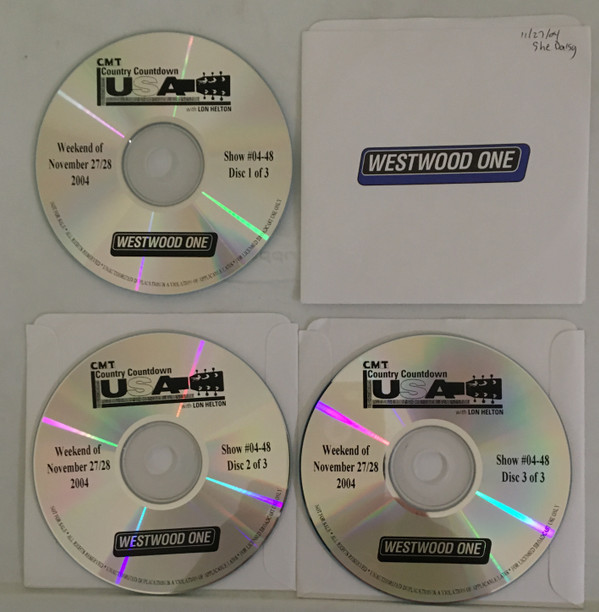 CMT
Country Countdown
USA
with LON HELTON
Weekend of
November 27/28
2004
Show #04-48
Disc 1 of 3
WESTWOOD ONE
11/27/04
She Daisy
WESTWOOD ONE
CMT
Country Countdown
USA
with LON HELTON
Weekend of
November 27/28
2004
Show #04-48
Disc 2 of 3
WESTWOOD ONE
CMT
Country Countdown
USA
with LON HELTON
Weekend of
November 27/28
2004
Show #04-48
Disc 3 of 3
WESTWOOD ONE